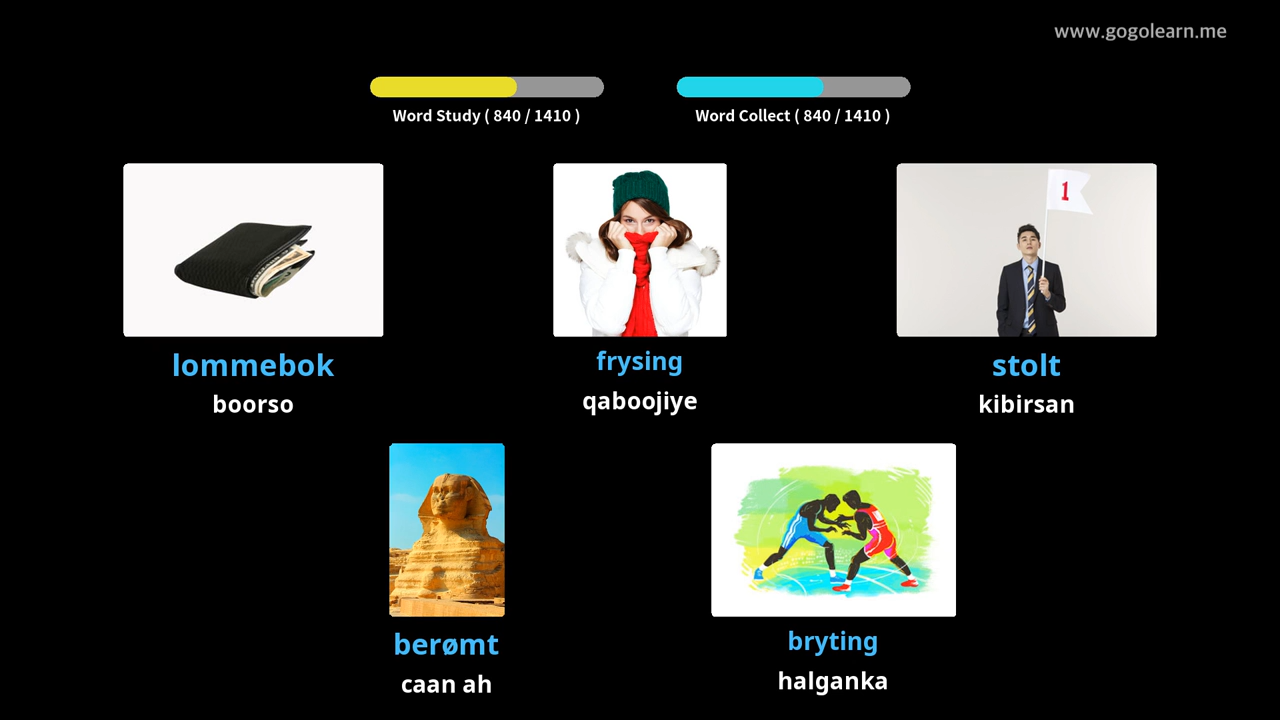 www.gogolearn.me
Word Study ( 840 / 1410 )
Word Collect ( 840 / 1410 )
1
lommebok
boorso
frysing
qaboojiye
stolt
kibirsan
berømt
caan ah
bryting
halganka